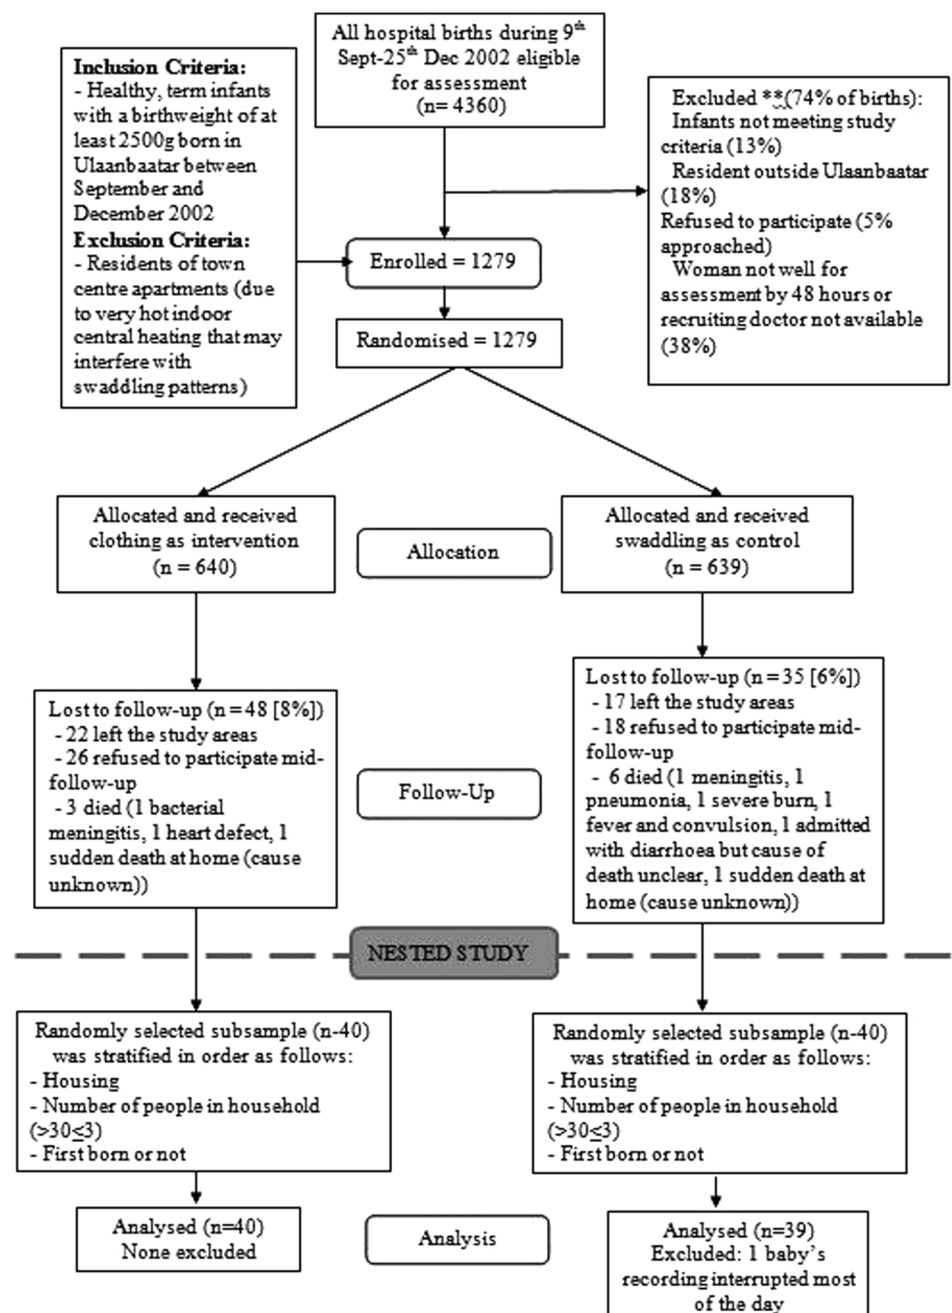 All hospital births during 9th
Sept-25th Dec 2002 eligible
for assessment
(n= 4360)
Inclusion Criteria:
- Healthy, term infants
with a birthweight of at
least 2500g born in
Ulaanbaatar between
September and
December 2002
Exclusion Criteria:
- Residents of town
centre apartments (due
to very hot indoor
central heating that may
interfere with
swaddling patterns)
Excluded **(74% of births):
Infants not meeting study
criteria (13%)
Resident outside Ulaanbaatar
(18%)
Refused to participate (5%
approached)
Woman not well for
assessment by 48 hours or
recruiting doctor not available
(38%)
Enrolled = 1279
Randomised = 1279
Allocated and received
clothing as intervention
(n = 640)
Allocation
Allocated and received
swaddling as control
(n = 639)
Lost to follow-up (n = 48 [8%])
- 22 left the study areas
- 26 refused to participate mid-
follow-up
- 3 died (1 bacterial
meningitis, 1 heart defect, 1
sudden death at home (cause
unknown))
Follow-Up
Lost to follow-up (n = 35 [6%])
- 17 left the study areas
- 18 refused to participate mid-
follow-up
- 6 died (1 meningitis, 1
pneumonia, 1 severe burn, 1
fever and convulsion, 1 admitted
with diarrhoea but cause of
death unclear, 1 sudden death at
home (cause unknown))
NESTED STUDY
Randomly selected subsample (n-40)
was stratified in order as follows:
- Housing
- Number of people in household
(>30≤3)
- First born or not
Randomly selected subsample (n-40)
was stratified in order as follows:
- Housing
- Number of people in household
(>30≤3)
- First born or not
Analysed (n=40)
None excluded
Analysis
Analysed (n=39)
Excluded: 1 baby's
recording interrupted most
of the day